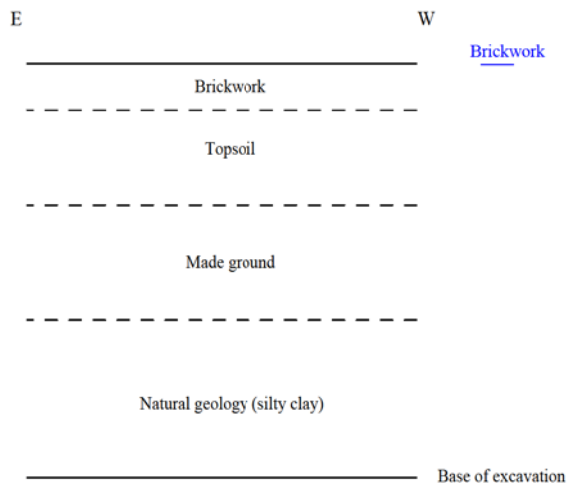 E
W
Brickwork
Brickwork
Topsoil
Made ground
Natural geology (silty clay)
Base of excavation